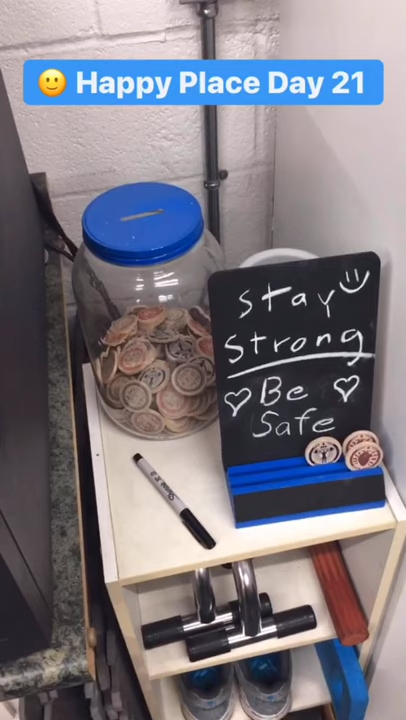 🙂 Happy Place Day 21
Stay
Strong
♡ Be ♡
Safe